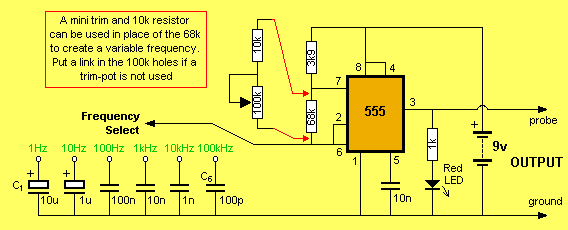 A mini trim and 10k resistor
can be used in place of the 68k
to create a variable frequency.
Put a link in the 100k holes if a
trim-pot is not used
10k
3k9
8
4
7
100k
555
3
probe
Frequency
Select
68k
2
6
1
5
1k
+
9v
OUTPUT
Red
LED
1Hz 10Hz 100Hz 1kHz 10kHz 100kHz
+ +
C1 C6
10u 1u 100n 10n 1n 100p
10n
ground